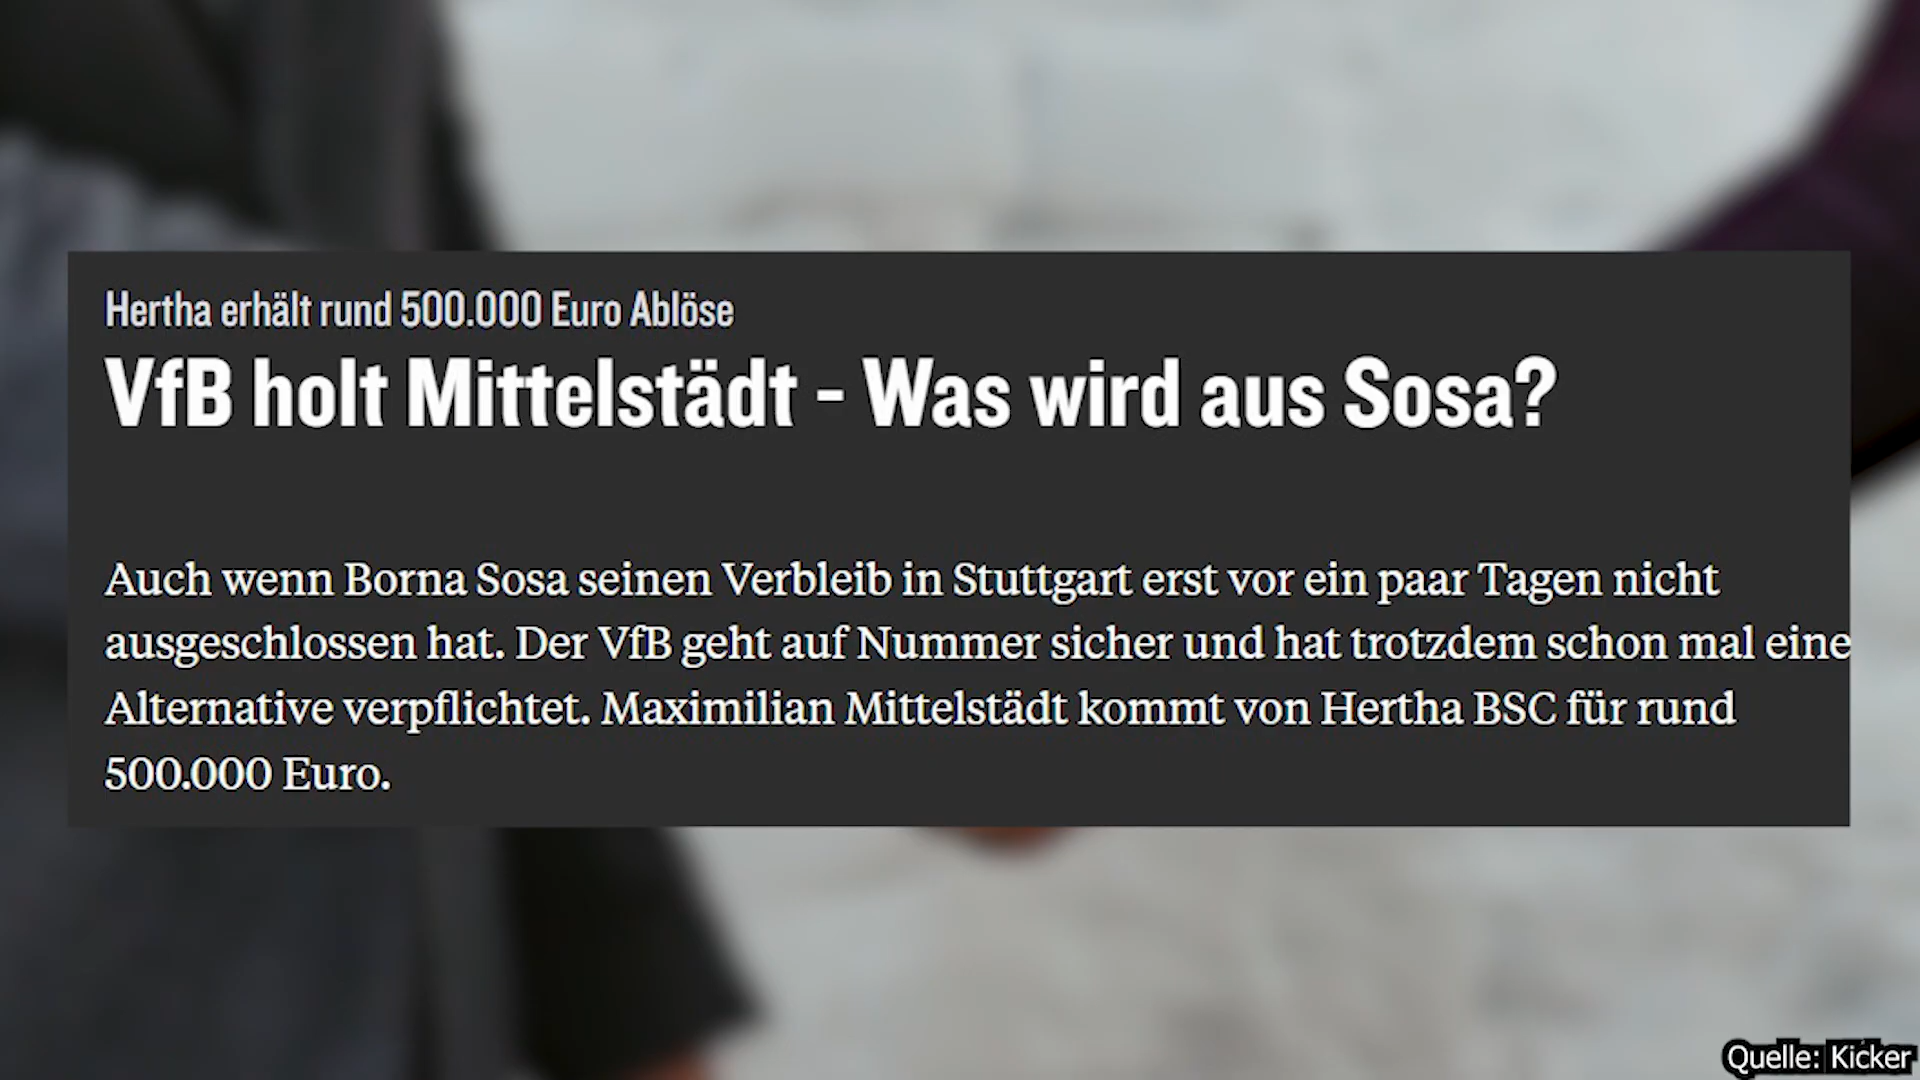 Hertha erhält rund 500.000 Euro Ablöse
VfB holt Mittelstädt - Was wird aus Sosa?
Auch wenn Borna Sosa seinen Verbleib in Stuttgart erst vor ein paar Tagen nicht
ausgeschlossen hat. Der VfB geht auf Nummer sicher und hat trotzdem schon mal eine
Alternative verpflichtet. Maximilian Mittelstädt kommt von Hertha BSC für rund
500.000 Euro.
Quelle: Kicker